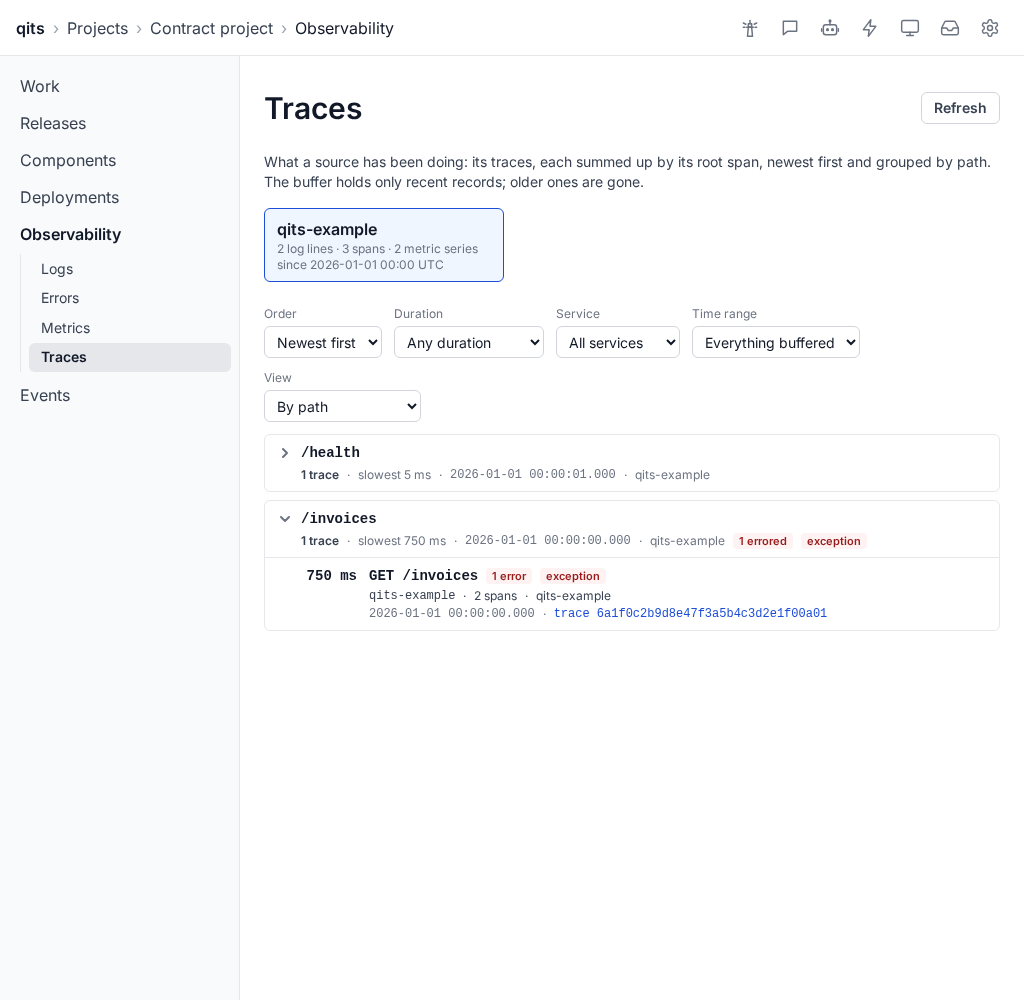 qits › Projects › Contract project › Observability
Work
Releases
Components
Deployments
Observability
Logs
Errors
Metrics
Traces
Events
Traces
Refresh
What a source has been doing: its traces, each summed up by its root span, newest first and grouped by path.
The buffer holds only recent records; older ones are gone.
qits-example
2 log lines · 3 spans · 2 metric series
since 2026-01-01 00:00 UTC
Order Duration Service Time range
Newest first Any duration All services Everything buffered
View
By path
/health
1 trace · slowest 5 ms · 2026-01-01 00:00:01.000 · qits-example
/invoices
1 trace · slowest 750 ms · 2026-01-01 00:00:00.000 · qits-example 1 errored exception
750 ms GET /invoices 1 error exception
qits-example · 2 spans · qits-example
2026-01-01 00:00:00.000 · trace 6a1f0c2b9d8e47f3a5b4c3d2e1f00a01